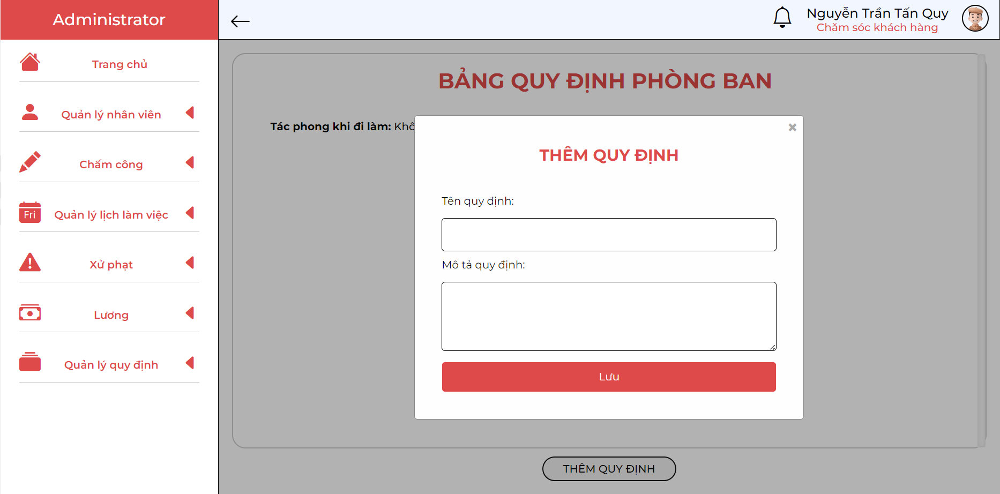 Administrator
Nguyễn Trần Tấn Quy
Chăm sóc khách hàng
Trang chủ
Quản lý nhân viên
Chấm công
Fri
Quản lý lịch làm việc
Xử phạt
Lương
Quản lý quy định
BẢNG QUY ĐỊNH PHÒNG BAN
Tác phong khi đi làm: Khô
THÊM QUY ĐỊNH
Tên quy định:
Mô tả quy định:
Lưu
THÊM QUY ĐỊNH